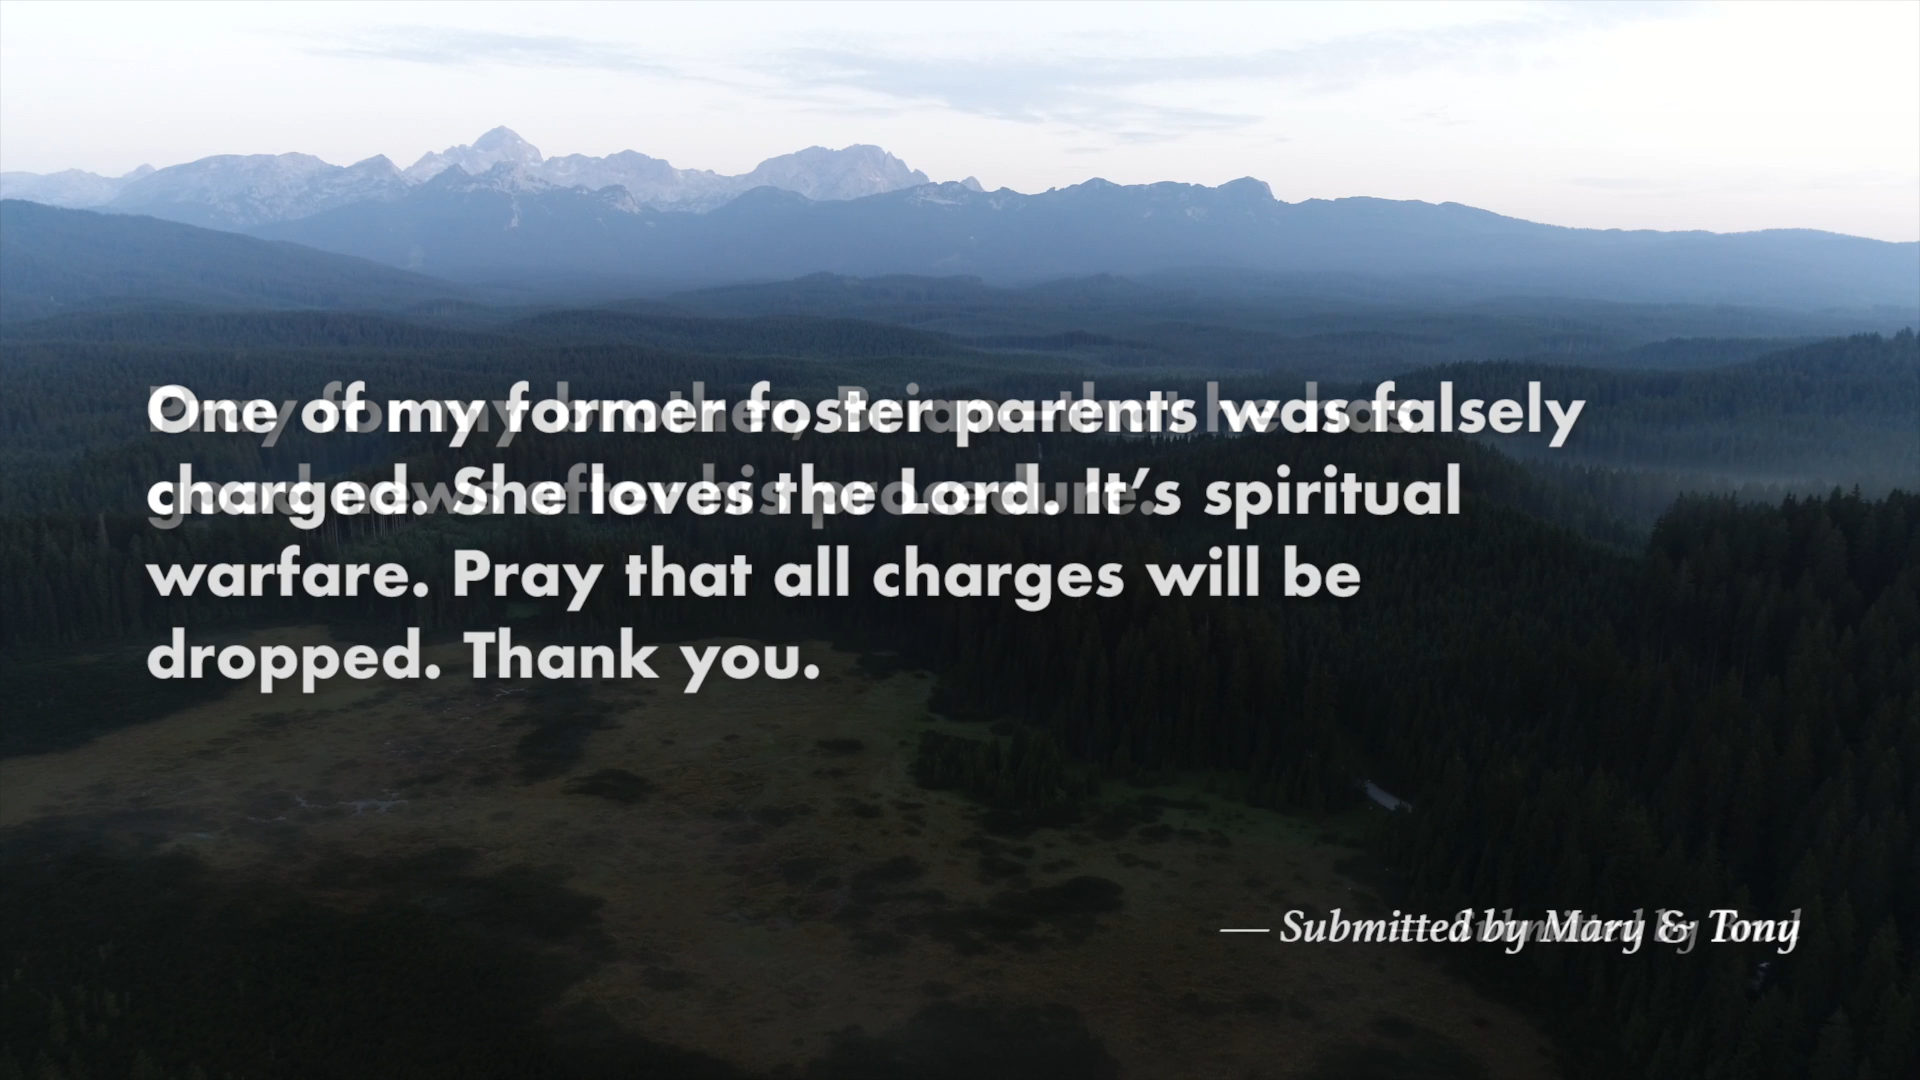 One of my former foster parents was falsely
charged. She loves the Lord. It’s spiritual
warfare. Pray that all charges will be
dropped. Thank you.
— Submitted by Mary & Tony